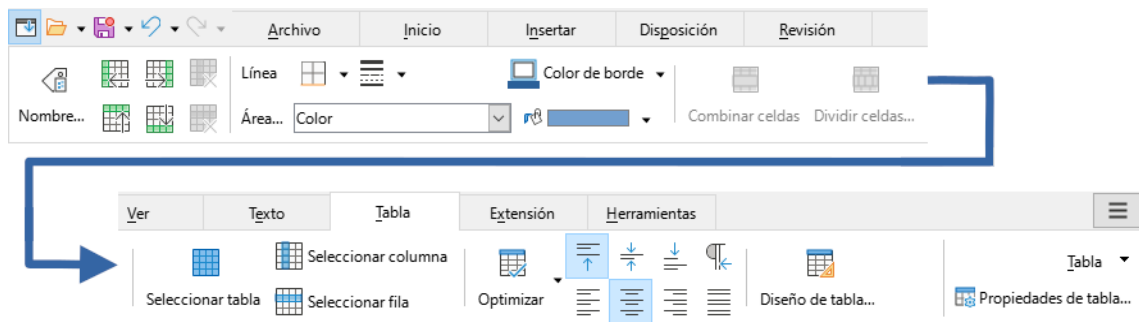 Archivo Inicio Insertar Disposición Revisión
Línea Color de borde
Nombre... Área... Color Combinar celdas Dividir celdas...
Ver Texto Tabla Extensión Herramientas
Seleccionar columna Tabla
Seleccionar tabla Seleccionar fila Optimizar Diseño de tabla... Propiedades de tabla...